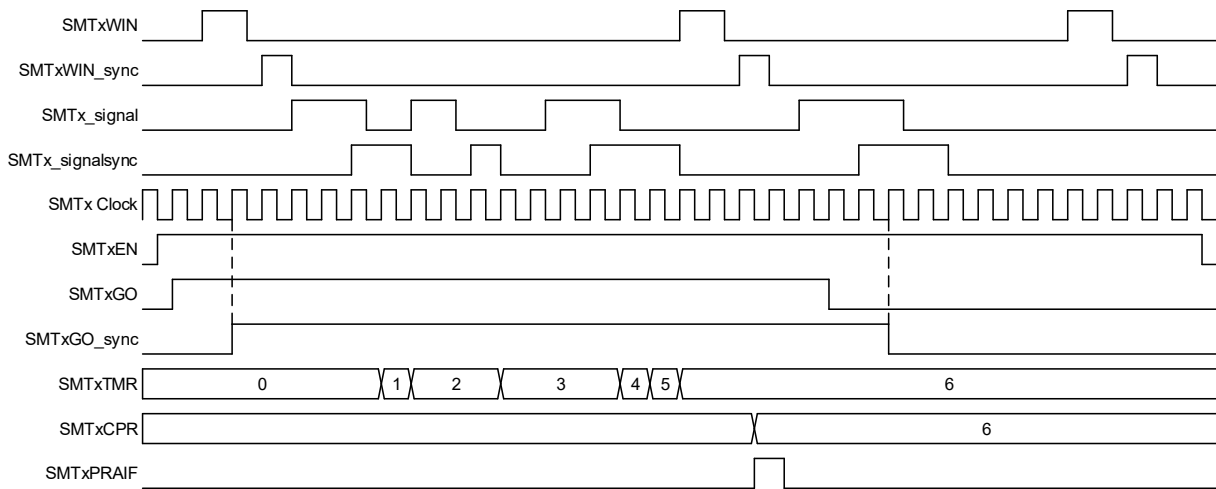 SMTxWIN
SMTxWIN_sync
SMTx_signal
SMTx_signalsync
SMTx Clock
SMTxEN
SMTxGO
SMTxGO_sync
SMTxTMR 0 1 2 3 4 5 6
SMTxCPR 6
SMTxPRAIF